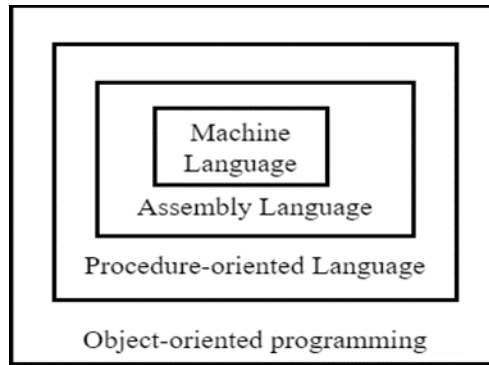 Machine
Language
Assembly Language
Procedure-oriented Language
Object-oriented programming